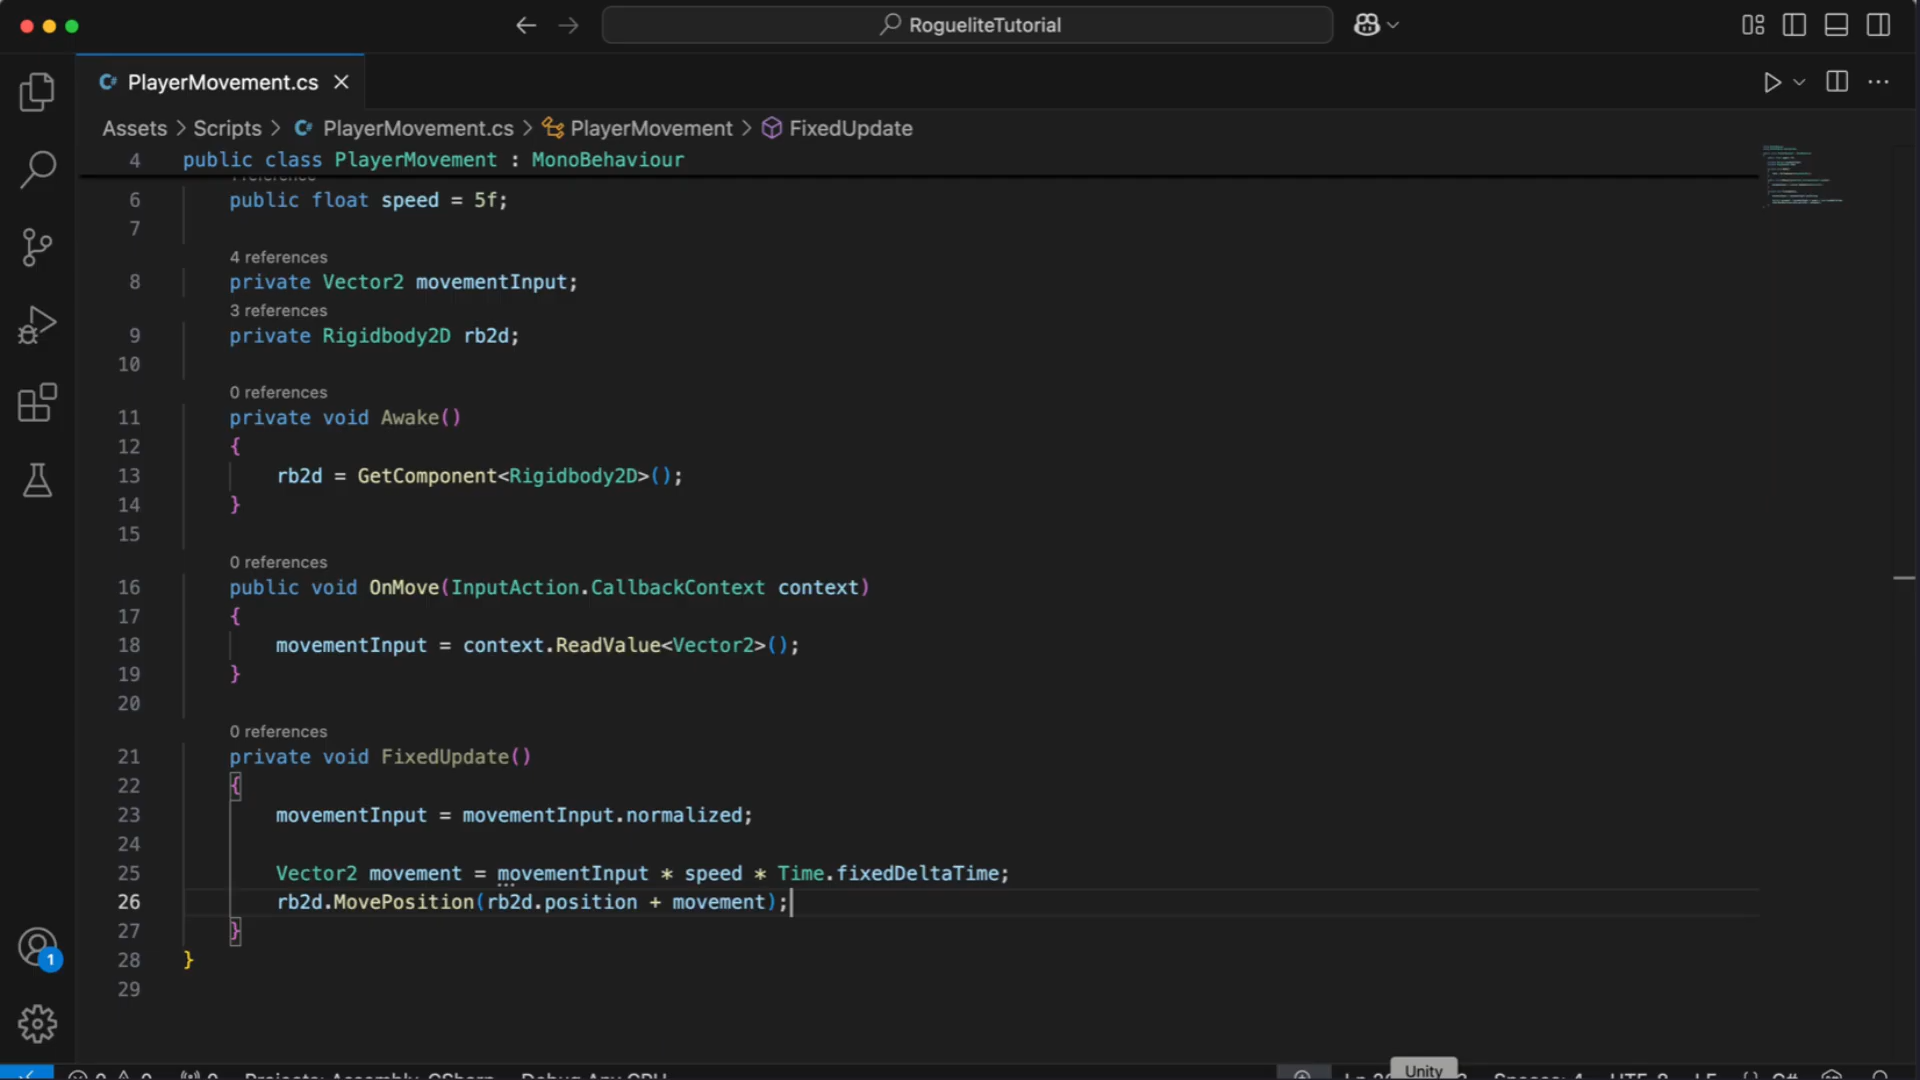 RogueliteTutorial
PlayerMovement.cs
Assets > Scripts > PlayerMovement.cs > PlayerMovement > FixedUpdate
4 public class PlayerMovement : MonoBehaviour
6 public float speed = 5f;
7
4 references
8 private Vector2 movementInput;
3 references
9 private Rigidbody2D rb2d;
10
0 references
11 private void Awake()
12 {
13 rb2d = GetComponent<Rigidbody2D>();
14 }
15
0 references
16 public void OnMove(InputAction.CallbackContext context)
17 {
18 movementInput = context.ReadValue<Vector2>();
19 }
20
0 references
21 private void FixedUpdate()
22 {
23 movementInput = movementInput.normalized;
24
25 Vector2 movement = movementInput * speed * Time.fixedDeltaTime;
26 rb2d.MovePosition(rb2d.position + movement);
27 }
28 }
29
1
Unity